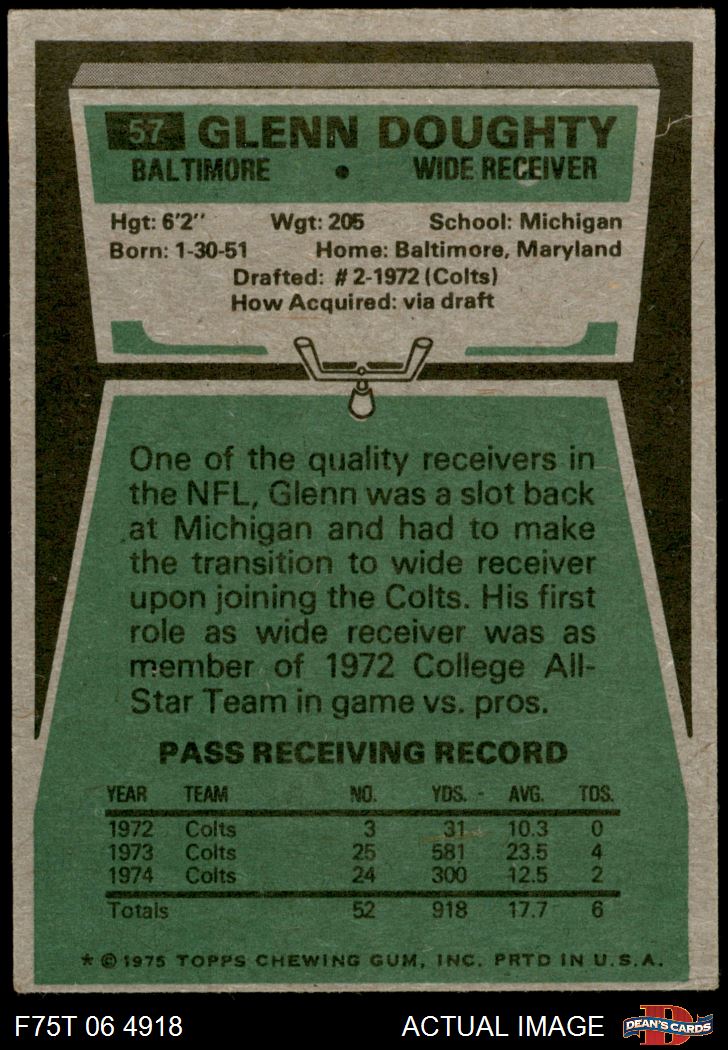 57 GLENN DOUGHTY
BALTIMORE • WIDE RECEIVER
Hgt: 6'2" Wgt: 205 School: Michigan
Born: 1-30-51 Home: Baltimore, Maryland
Drafted: #2-1972 (Colts)
How Acquired: via draft
One of the quality receivers in
the NFL, Glenn was a slot back
at Michigan and had to make
the transition to wide receiver
upon joining the Colts. His first
role as wide receiver was as
member of 1972 College All-
Star Team in game vs. pros.
PASS RECEIVING RECORD
YEAR TEAM NO. YDS. AVG. TDS.
1972 Colts 3 31 10.3 0
1973 Colts 25 581 23.5 4
1974 Colts 24 300 12.5 2
Totals 52 918 17.7 6
* © 1975 TOPPS CHEWING GUM, INC. PRTD IN U.S.A.
F75T 06 4918 ACTUAL IMAGE D DEAN'S CARDS